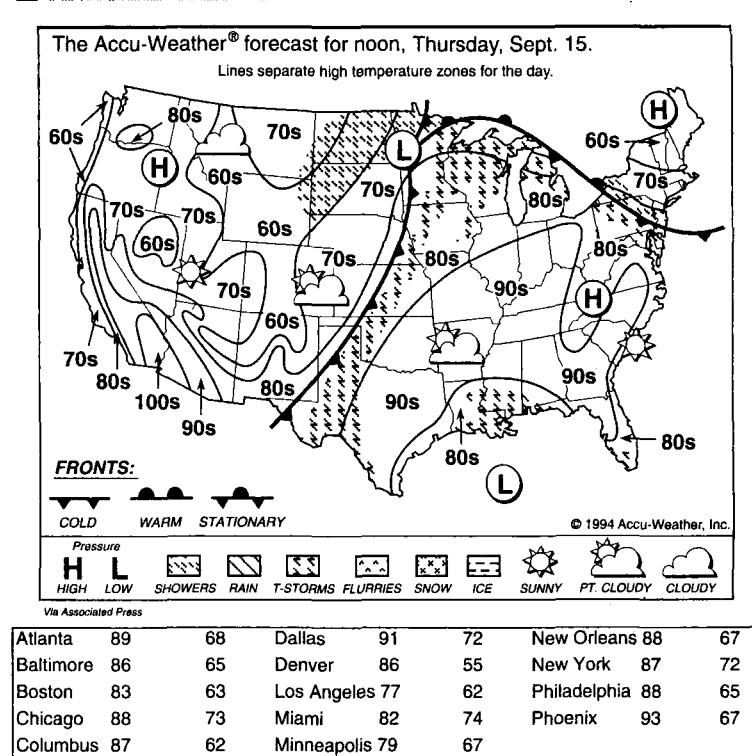 The Accu-Weather® forecast for noon, Thursday, Sept. 15.
Lines separate high temperature zones for the day.
80s
70s
H
60s
60s
H
L
60s
70s
70s
80s
70s
70s
60s
60s
80s
80s
70s
70s
90s
H
60s
70s
80s
100s
90s
80s
90s
90s
80s
80s
L
FRONTS:
COLD WARM STATIONARY
© 1994 Accu-Weather, Inc.
Pressure
H L
HIGH LOW SHOWERS RAIN T-STORMS FLURRIES SNOW ICE SUNNY PT. CLOUDY CLOUDY
Via Associated Press
Atlanta 89 68 Dallas 91 72 New Orleans 88 67
Baltimore 86 65 Denver 86 55 New York 87 72
Boston 83 63 Los Angeles 77 62 Philadelphia 88 65
Chicago 88 73 Miami 82 74 Phoenix 93 67
Columbus 87 62 Minneapolis 79 67